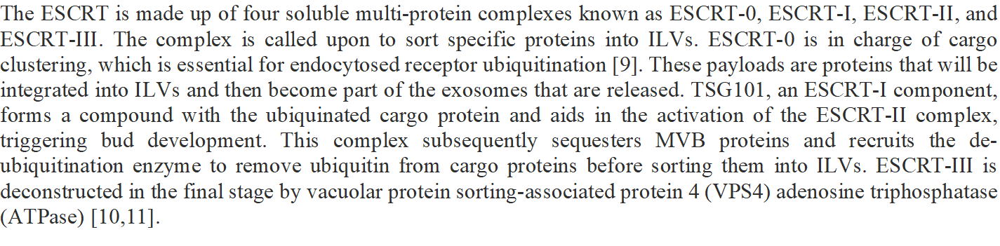 The ESCRT is made up of four soluble multi-protein complexes known as ESCRT-0, ESCRT-I, ESCRT-II, and
ESCRT-III. The complex is called upon to sort specific proteins into ILVs. ESCRT-0 is in charge of cargo
clustering, which is essential for endocytosed receptor ubiquitination [9]. These payloads are proteins that will be
integrated into ILVs and then become part of the exosomes that are released. TSG101, an ESCRT-I component,
forms a compound with the ubiquinated cargo protein and aids in the activation of the ESCRT-II complex,
triggering bud development. This complex subsequently sequesters MVB proteins and recruits the de-
ubiquitination enzyme to remove ubiquitin from cargo proteins before sorting them into ILVs. ESCRT-III is
deconstructed in the final stage by vacuolar protein sorting-associated protein 4 (VPS4) adenosine triphosphatase
(ATPase) [10,11].